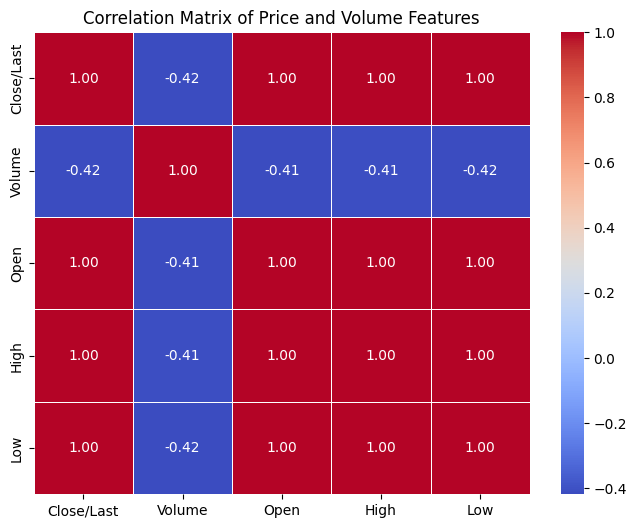 Correlation Matrix of Price and Volume Features
Close/Last 1.00 -0.42 1.00 1.00 1.00
Volume -0.42 1.00 -0.41 -0.41 -0.42
Open 1.00 -0.41 1.00 1.00 1.00
High 1.00 -0.41 1.00 1.00 1.00
Low 1.00 -0.42 1.00 1.00 1.00
Close/Last Volume Open High Low
1.0
0.8
0.6
0.4
0.2
0.0
−0.2
−0.4